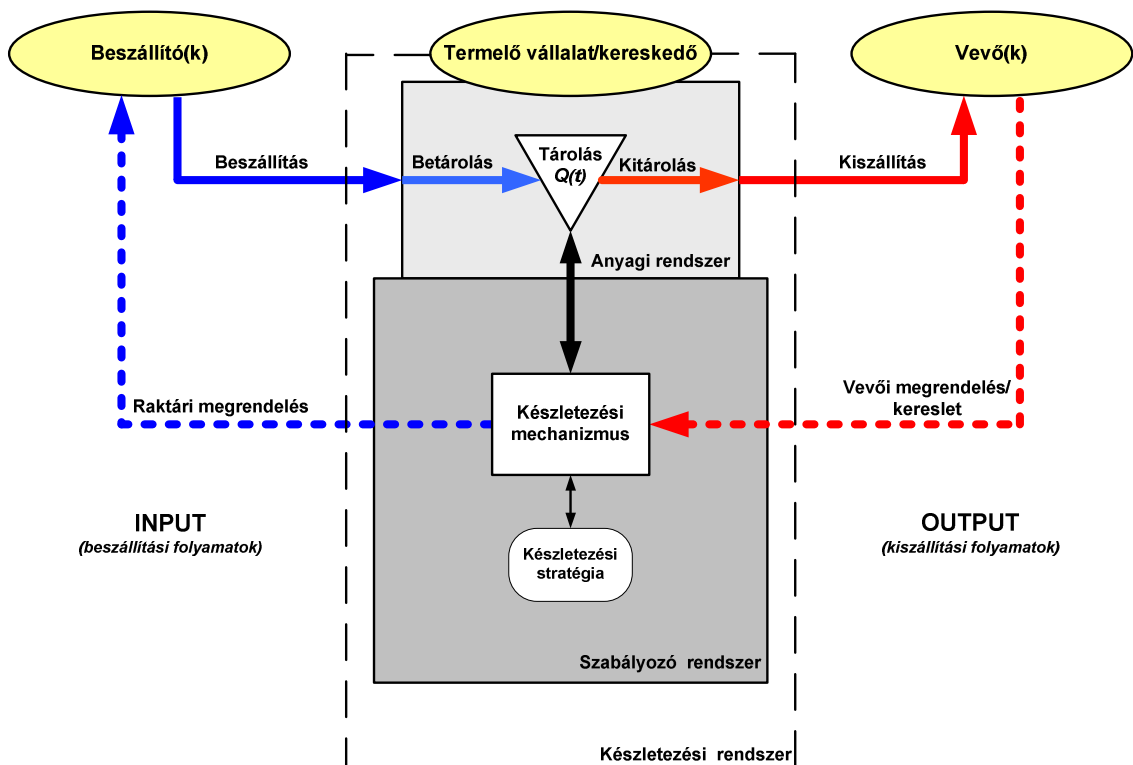 Beszállító(k)
Termelő vállalat/kereskedő
Vevő(k)
Beszállítás
Betárolás
Tárolás
Q(t)
Kitárolás
Kiszállítás
Anyagi rendszer
Raktári megrendelés
Készletezési
mechanizmus
Vevői megrendelés/
kereslet
INPUT
(beszállítási folyamatok)
OUTPUT
(kiszállítási folyamatok)
Készletezési
stratégia
Szabályozó rendszer
Készletezési rendszer